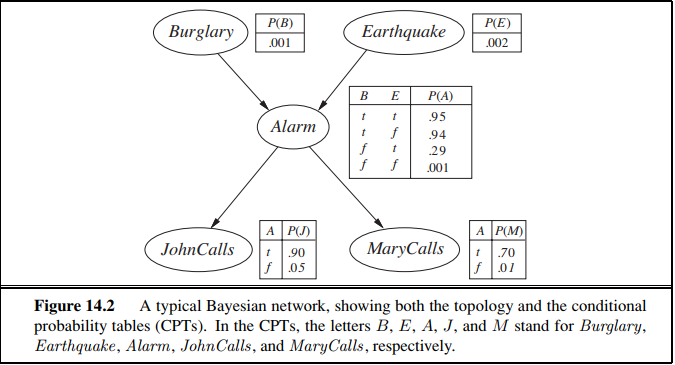 Burglary
P(B)
.001
Earthquake
P(E)
.002
Alarm
B E P(A)
t t .95
t f .94
f t .29
f f .001
JohnCalls
A P(J)
t .90
f .05
MaryCalls
A P(M)
t .70
f .01
Figure 14.2 A typical Bayesian network, showing both the topology and the conditional
probability tables (CPTs). In the CPTs, the letters B, E, A, J, and M stand for Burglary,
Earthquake, Alarm, JohnCalls, and MaryCalls, respectively.